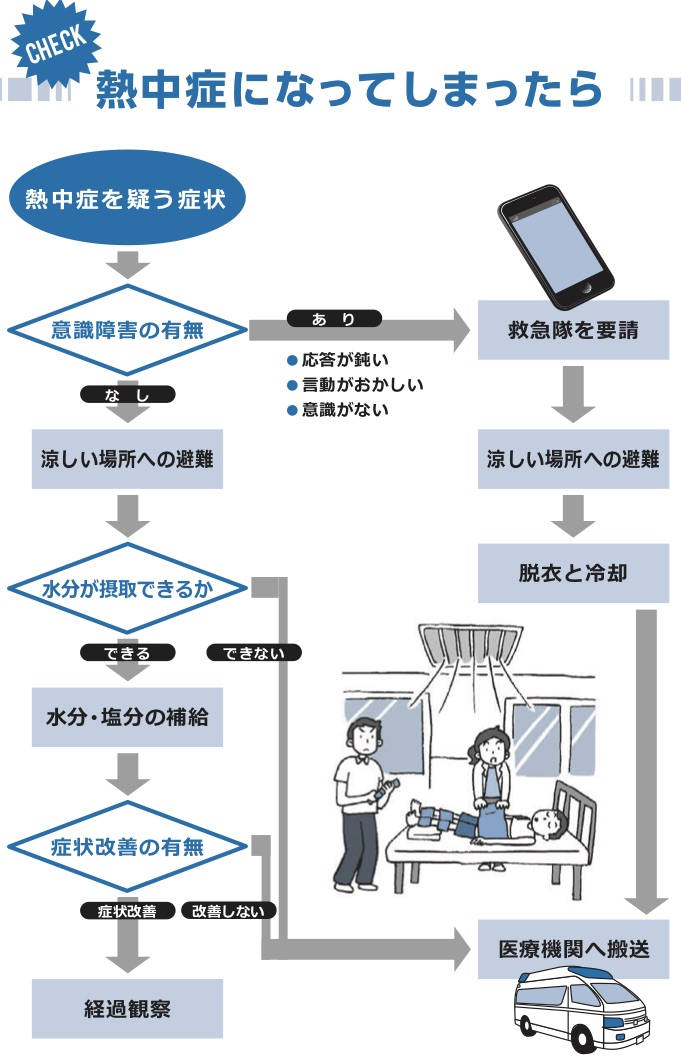 CHECK
熱中症になってしまったら
熱中症を疑う症状
意識障害の有無
あり
応答が鈍い
言動がおかしい
意識がない
救急隊を要請
なし
涼しい場所への避難
涼しい場所への避難
水分が摂取できるか
脱衣と冷却
できる
できない
水分・塩分の補給
症状改善の有無
症状改善
改善しない
医療機関へ搬送
経過観察